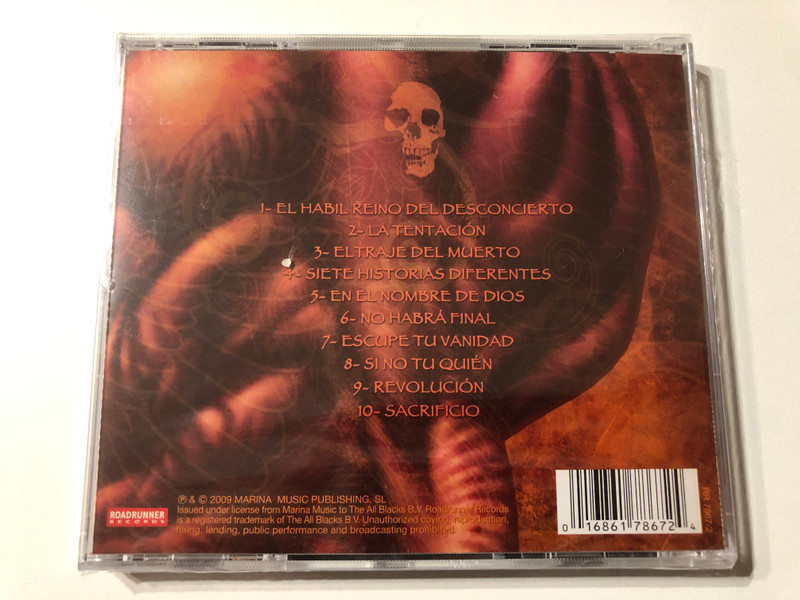 1- EL HABIL REINO DEL DESCONCIERTO
2- LA TENTACIÓN
3- EL TRAJE DEL MUERTO
4- SIETE HISTORIAS DIFERENTES
5- EN EL NOMBRE DE DIOS
6- NO HABRÁ FINAL
7- ESCUPE TU VANIDAD
8- SI NO TU QUIÉN
9- REVOLUCIÓN
10- SACRIFICIO
℗ & © 2009 MARINA MUSIC PUBLISHING, SL
Issued under license from Marina Music to The All Blacks B.V. Roadrunner Records
is a registered trademark of The All Blacks B.V. Unauthorized copying, reproduction,
hiring, lending, public performance and broadcasting prohibited.
ROADRUNNER
RECORDS
0 16861 78672 4